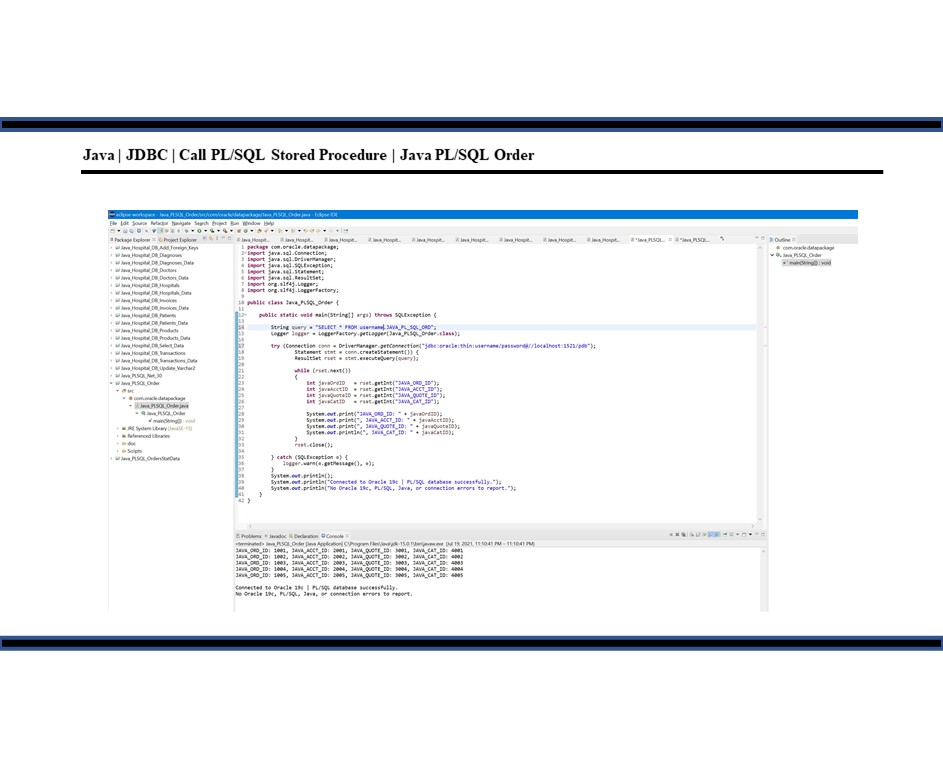 Java | JDBC | Call PL/SQL Stored Procedure | Java PL/SQL Order
eclipse-workspace - Java_PLSQL_Order/src/com/oracle/datapackage/Java_PLSQL_Order.java - Eclipse IDE
File Edit Source Refactor Navigate Search Project Run Window Help
Package Explorer Project Explorer
Java_Hospital_DB_Add_Foreign_Keys
Java_Hospital_DB_Diagnoses
Java_Hospital_DB_Diagnoses_Data
Java_Hospital_DB_Doctors
Java_Hospital_DB_Doctors_Data
Java_Hospital_DB_Hospitals
Java_Hospital_DB_Hospitals_Data
Java_Hospital_DB_Invoices
Java_Hospital_DB_Invoices_Data
Java_Hospital_DB_Patients
Java_Hospital_DB_Patients_Data
Java_Hospital_DB_Products
Java_Hospital_DB_Products_Data
Java_Hospital_DB_Select_Data
Java_Hospital_DB_Transactions
Java_Hospital_DB_Transactions_Data
Java_Hospital_DB_Update_Varchar2
Java_PLSQL_Net_30
Java_PLSQL_Order
src
com.oracle.datapackage
Java_PLSQL_Order.java
Java_PLSQL_Order
main(String[]) : void
JRE System Library [JavaSE-15]
Referenced Libraries
doc
Scripts
Java_PLSQL_OrdersStatData
Java_Hospit... Java_Hospit... Java_Hospit... Java_Hospit... Java_Hospit... Java_Hospit... Java_Hospit... Java_Hospit... Java_Hospit... *Java_PLSQL... *Java_PLSQL...
1 package com.oracle.datapackage;
2 import java.sql.Connection;
3 import java.sql.DriverManager;
4 import java.sql.SQLException;
5 import java.sql.Statement;
6 import java.sql.ResultSet;
7 import org.slf4j.Logger;
8 import org.slf4j.LoggerFactory;
9
10 public class Java_PLSQL_Order {
11
12 public static void main(String[] args) throws SQLException {
13
14 String query = "SELECT * FROM username.JAVA_PL_SQL_ORD";
15 Logger logger = LoggerFactory.getLogger(Java_PLSQL_Order.class);
16
17 try (Connection conn = DriverManager.getConnection("jdbc:oracle:thin:username/password@//localhost:1521/pdb");
18 Statement stmt = conn.createStatement()) {
19 ResultSet rset = stmt.executeQuery(query);
20
21 while (rset.next())
22 {
23 int javaOrdID = rset.getInt("JAVA_ORD_ID");
24 int javaAcctID = rset.getInt("JAVA_ACCT_ID");
25 int javaQuoteID = rset.getInt("JAVA_QUOTE_ID");
26 int javaCatID = rset.getInt("JAVA_CAT_ID");
27
28 System.out.print("JAVA_ORD_ID: " + javaOrdID);
29 System.out.print(", JAVA_ACCT_ID: " + javaAcctID);
30 System.out.print(", JAVA_QUOTE_ID: " + javaQuoteID);
31 System.out.println(", JAVA_CAT_ID: " + javaCatID);
32 }
33 rset.close();
34
35 } catch (SQLException e) {
36 logger.warn(e.getMessage(), e);
37 }
38 System.out.println();
39 System.out.println("Connected to Oracle 19c | PL/SQL database successfully.");
40 System.out.println("No Oracle 19c, PL/SQL, Java, or connection errors to report.");
41 }
42 }
Outline
com.oracle.datapackage
Java_PLSQL_Order
main(String[]) : void
Problems Javadoc Declaration Console
<terminated> Java_PLSQL_Order [Java Application] C:\Program Files\Java\jdk-15.0.1\bin\javaw.exe (Jul 19, 2021, 11:10:41 PM – 11:10:41 PM)
JAVA_ORD_ID: 1001, JAVA_ACCT_ID: 2001, JAVA_QUOTE_ID: 3001, JAVA_CAT_ID: 4001
JAVA_ORD_ID: 1002, JAVA_ACCT_ID: 2002, JAVA_QUOTE_ID: 3002, JAVA_CAT_ID: 4002
JAVA_ORD_ID: 1003, JAVA_ACCT_ID: 2003, JAVA_QUOTE_ID: 3003, JAVA_CAT_ID: 4003
JAVA_ORD_ID: 1004, JAVA_ACCT_ID: 2004, JAVA_QUOTE_ID: 3004, JAVA_CAT_ID: 4004
JAVA_ORD_ID: 1005, JAVA_ACCT_ID: 2005, JAVA_QUOTE_ID: 3005, JAVA_CAT_ID: 4005
Connected to Oracle 19c | PL/SQL database successfully.
No Oracle 19c, PL/SQL, Java, or connection errors to report.